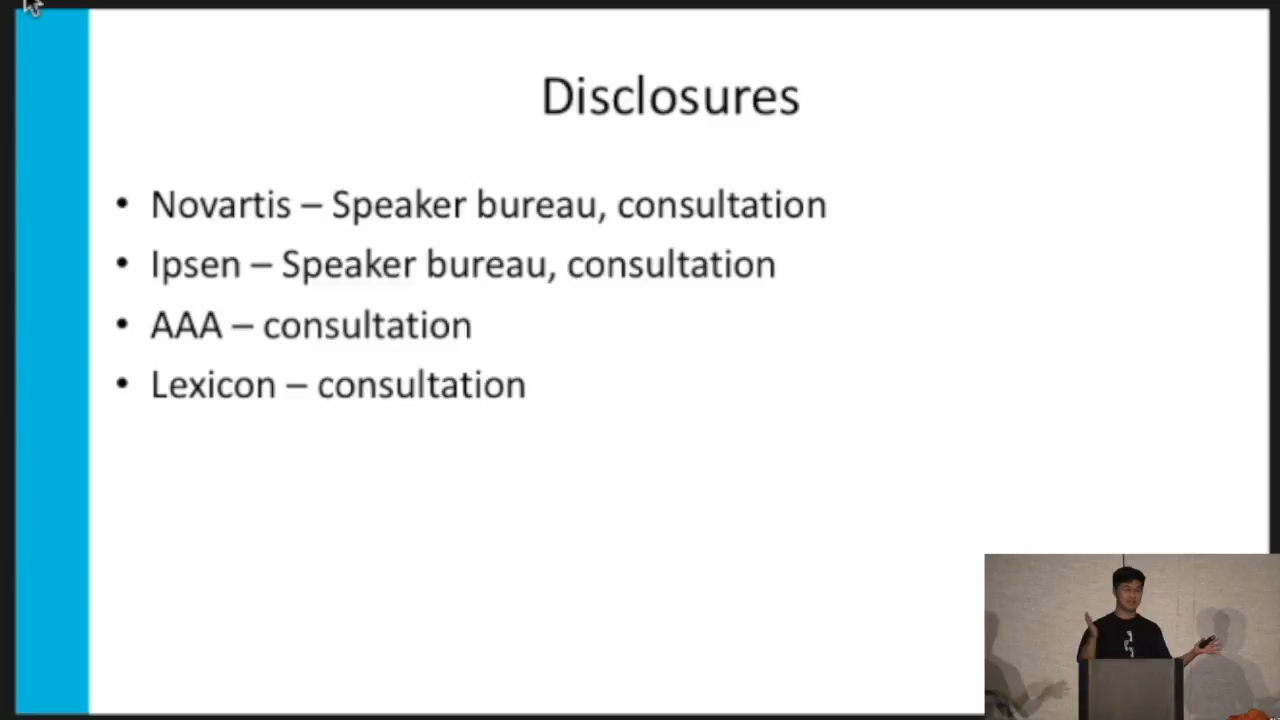 Disclosures
• Novartis – Speaker bureau, consultation
• Ipsen – Speaker bureau, consultation
• AAA – consultation
• Lexicon – consultation